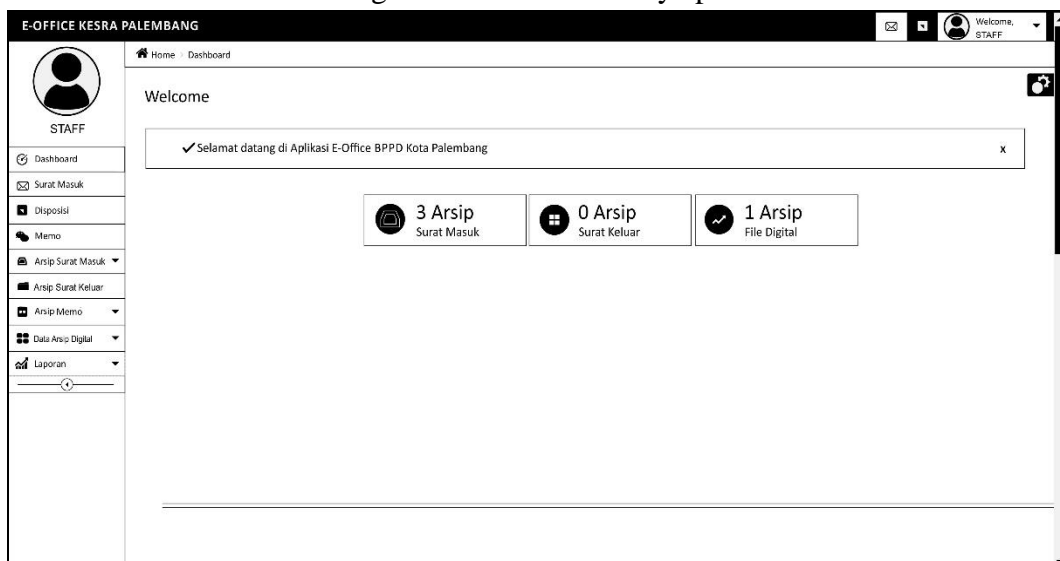 E-OFFICE KESRA PALEMBANG
Welcome,
STAFF
Home Dashboard
STAFF
Welcome
Selamat datang di Aplikasi E-Office BPPD Kota Palembang
x
Dashboard
Surat Masuk
Disposisi
Memo
Arsip Surat Masuk
Arsip Surat Keluar
Arsip Memo
Data Arsip Digital
Laporan
3 Arsip
Surat Masuk
0 Arsip
Surat Keluar
1 Arsip
File Digital